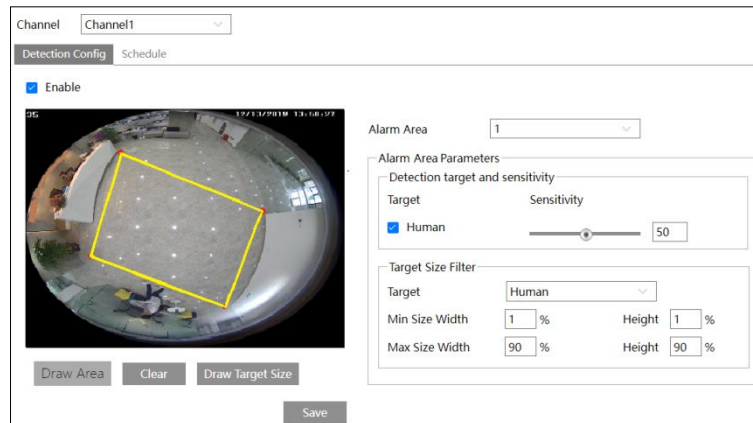 Channel Channel1
Detection Config Schedule
Enable
35 12/13/2019 13:50:27
Alarm Area 1
Alarm Area Parameters
Detection target and sensitivity
Target Sensitivity
Human 50
Target Size Filter
Target Human
Min Size Width 1 % Height 1 %
Max Size Width 90 % Height 90 %
Draw Area Clear Draw Target Size
Save